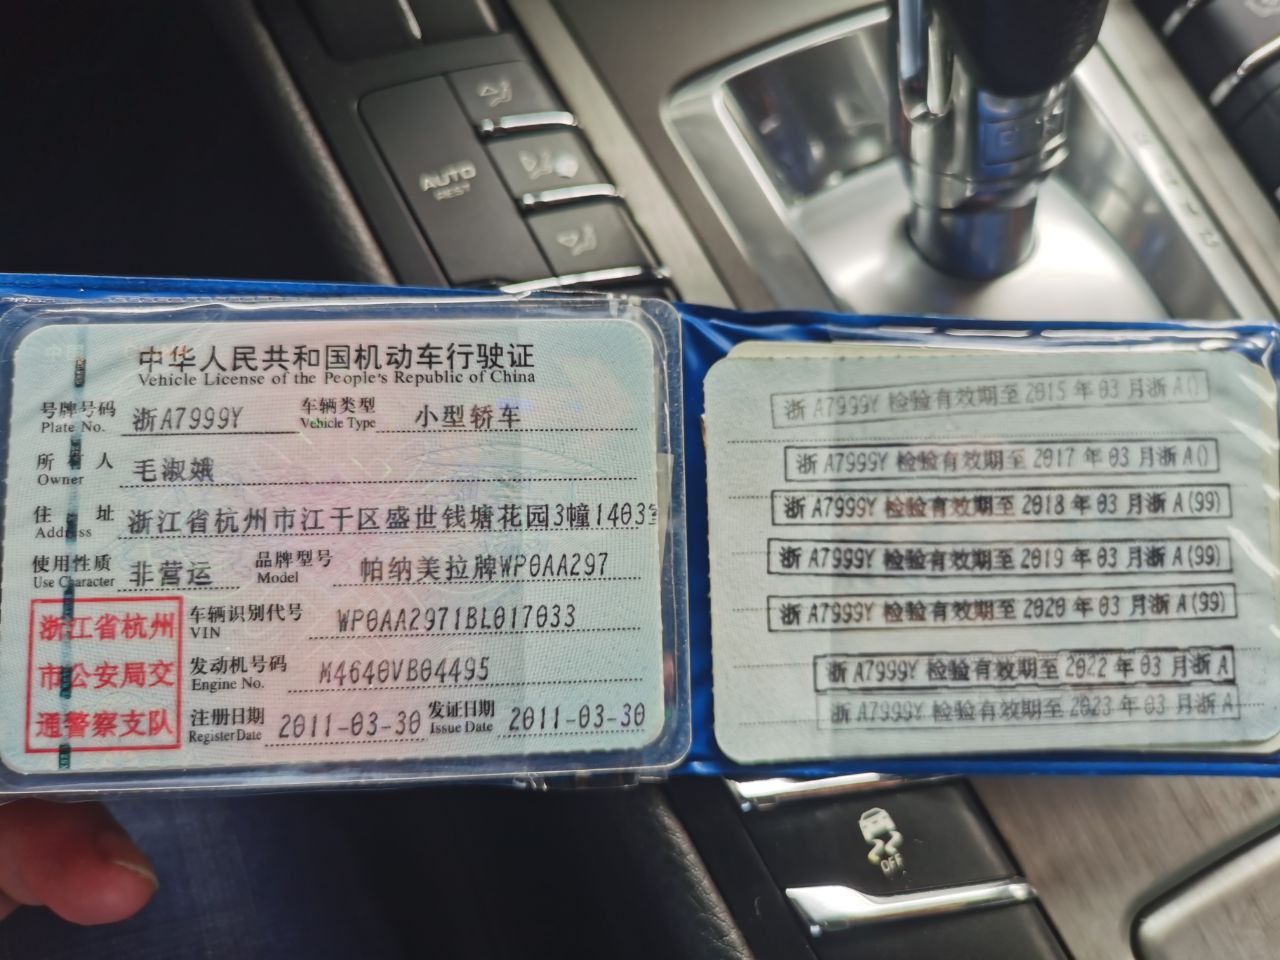 AUTO
REST
中华人民共和国机动车行驶证
Vehicle License of the People's Republic of China
号牌号码 浙A7999Y 车辆类型 小型轿车
Plate No. Vehicle Type
所有人 毛淑娥
Owner
住址 浙江省杭州市江干区盛世钱塘花园3幢1403室
Address
使用性质 非营运 品牌型号 帕纳美拉牌WP0AA297
Use Character Model
浙江省杭州
市公安局交
通警察支队
车辆识别代号 WP0AA2971BL017033
VIN
发动机号码 M4640VB04495
Engine No.
注册日期 2011-03-30 发证日期 2011-03-30
Register Date Issue Date
浙A7999Y 检验有效期至2015年03月浙A()
浙A7999Y 检验有效期至2017年03月浙A()
浙A7999Y 检验有效期至2018年03月浙A(99)
浙A7999Y 检验有效期至2019年03月浙A(99)
浙A7999Y 检验有效期至2020年03月浙A(99)
浙A7999Y 检验有效期至2022年03月浙A
浙A7999Y 检验有效期至2023年03月浙A
OFF